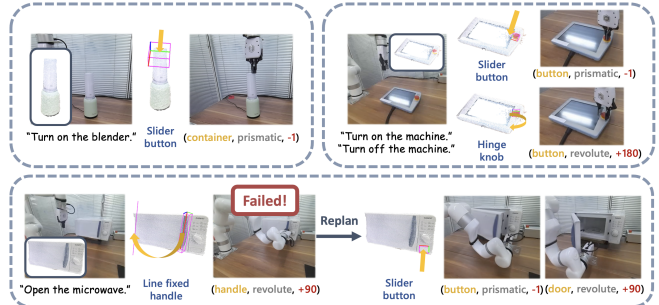 "Turn on the blender."
Slider
button
(container, prismatic, -1)
"Turn on the machine."
"Turn off the machine."
Slider
button
(button, prismatic, -1)
Hinge
knob
(button, revolute, +180)
"Open the microwave."
Line fixed
handle
Failed!
(handle, revolute, +90)
Replan
Slider
button
(button, prismatic, -1)
(door, revolute, +90)